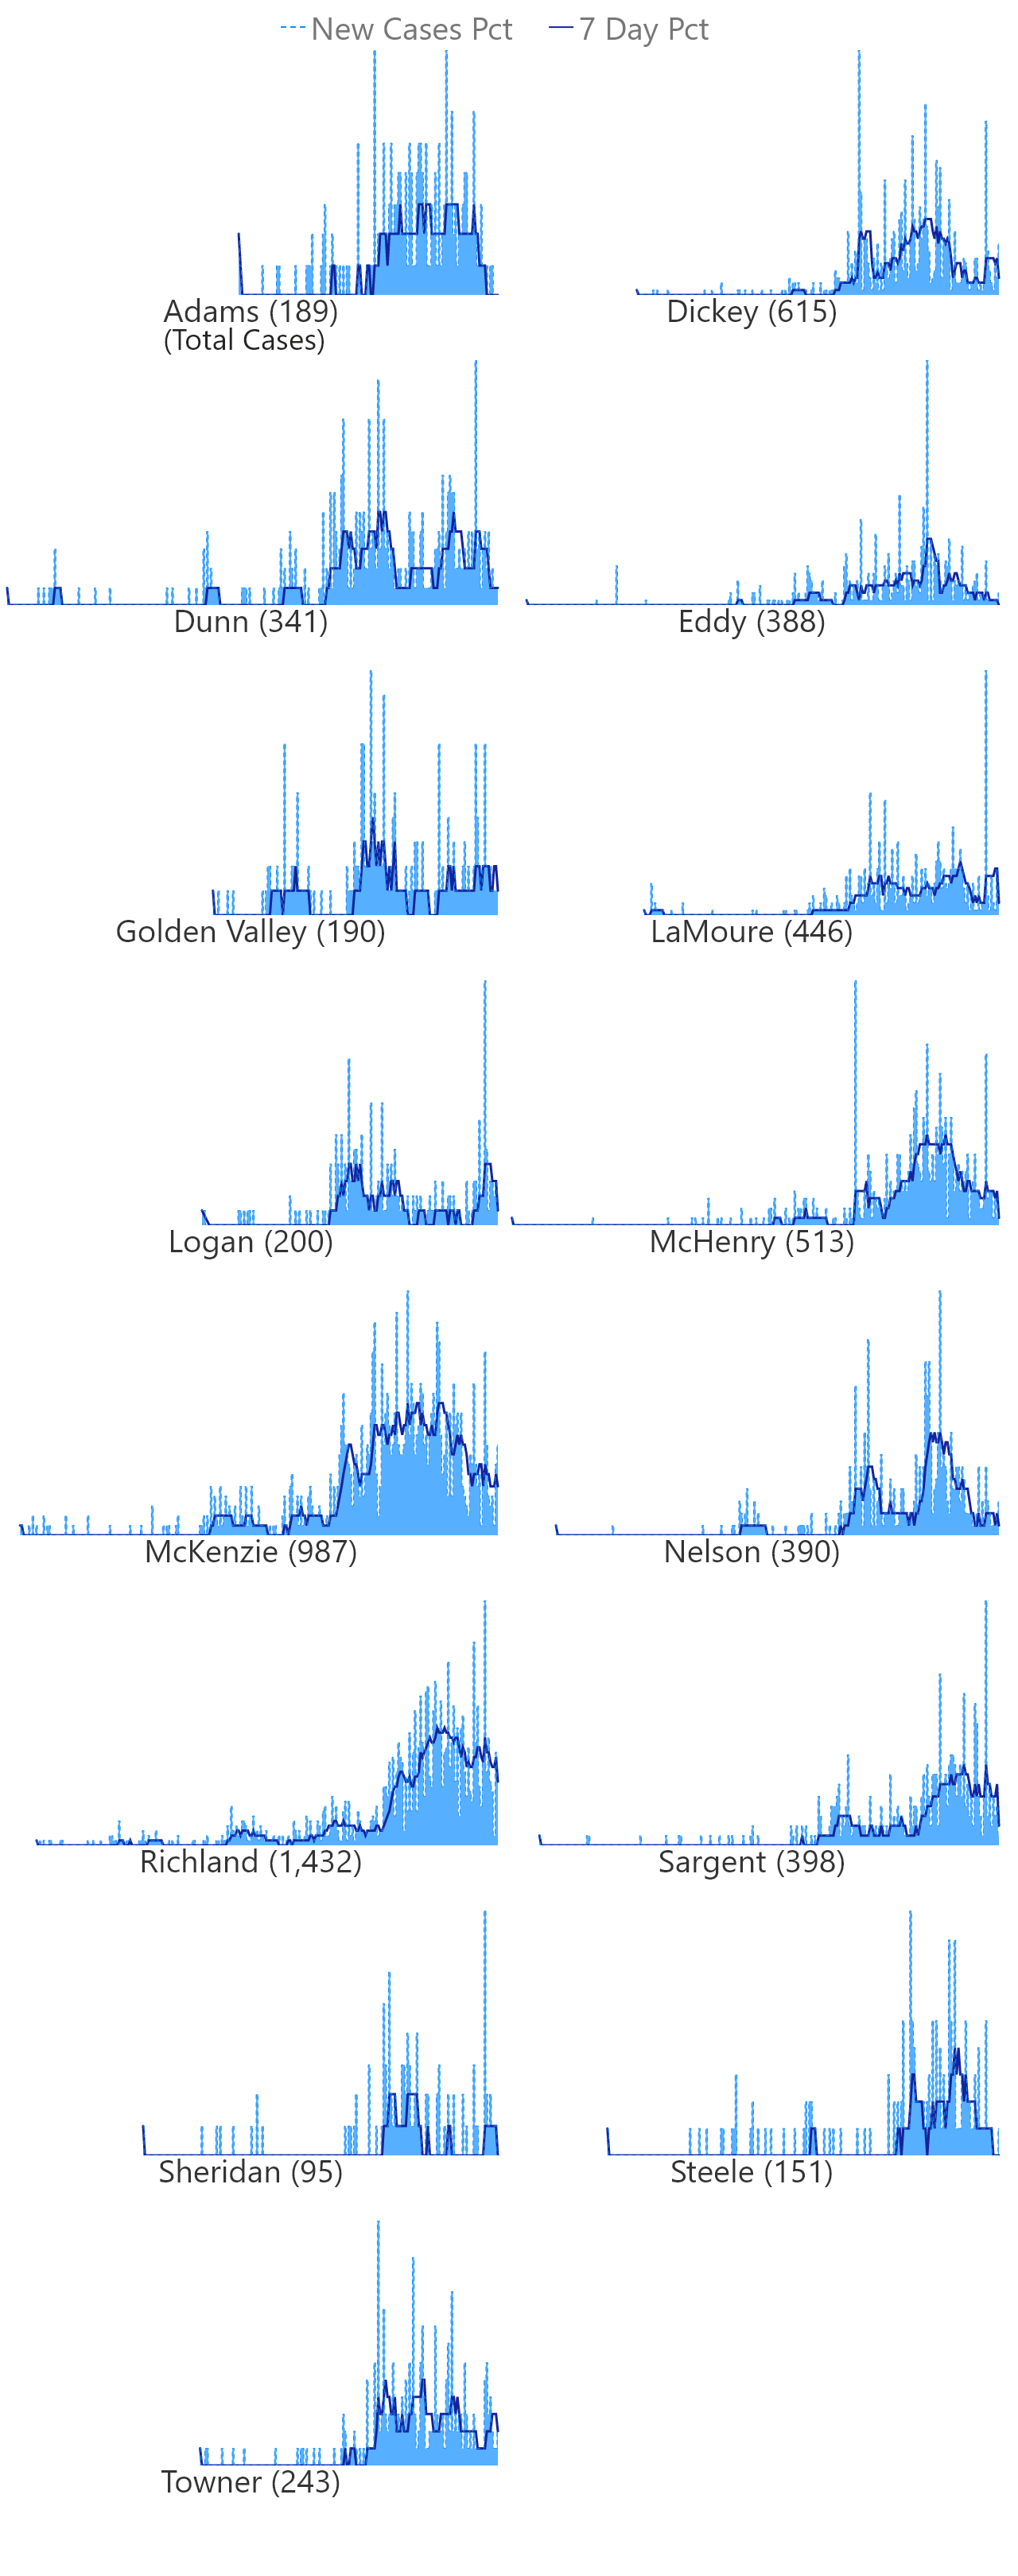 New Cases Pct 7 Day Pct
Adams (189)
(Total Cases)
Dickey (615)
Dunn (341)
Eddy (388)
Golden Valley (190)
LaMoure (446)
Logan (200)
McHenry (513)
McKenzie (987)
Nelson (390)
Richland (1,432)
Sargent (398)
Sheridan (95)
Steele (151)
Towner (243)